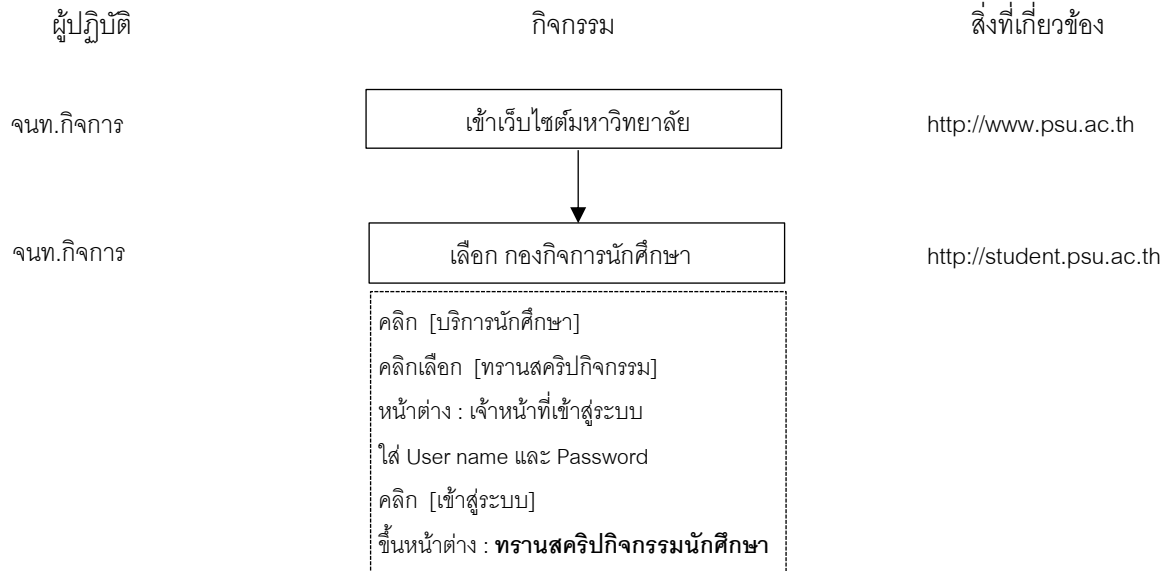 ผู้ปฏิบัติ กิจกรรม สิ่งที่เกี่ยวข้อง
จนท.กิจการ เข้าเว็บไซต์มหาวิทยาลัย http://www.psu.ac.th
จนท.กิจการ เลือก กองกิจการนักศึกษา http://student.psu.ac.th
คลิก [บริการนักศึกษา]
คลิกเลือก [ทรานสคริปกิจกรรม]
หน้าต่าง : เจ้าหน้าที่เข้าสู่ระบบ
ใส่ User name และ Password
คลิก [เข้าสู่ระบบ]
ขึ้นหน้าต่าง : ทรานสคริปกิจกรรมนักศึกษา